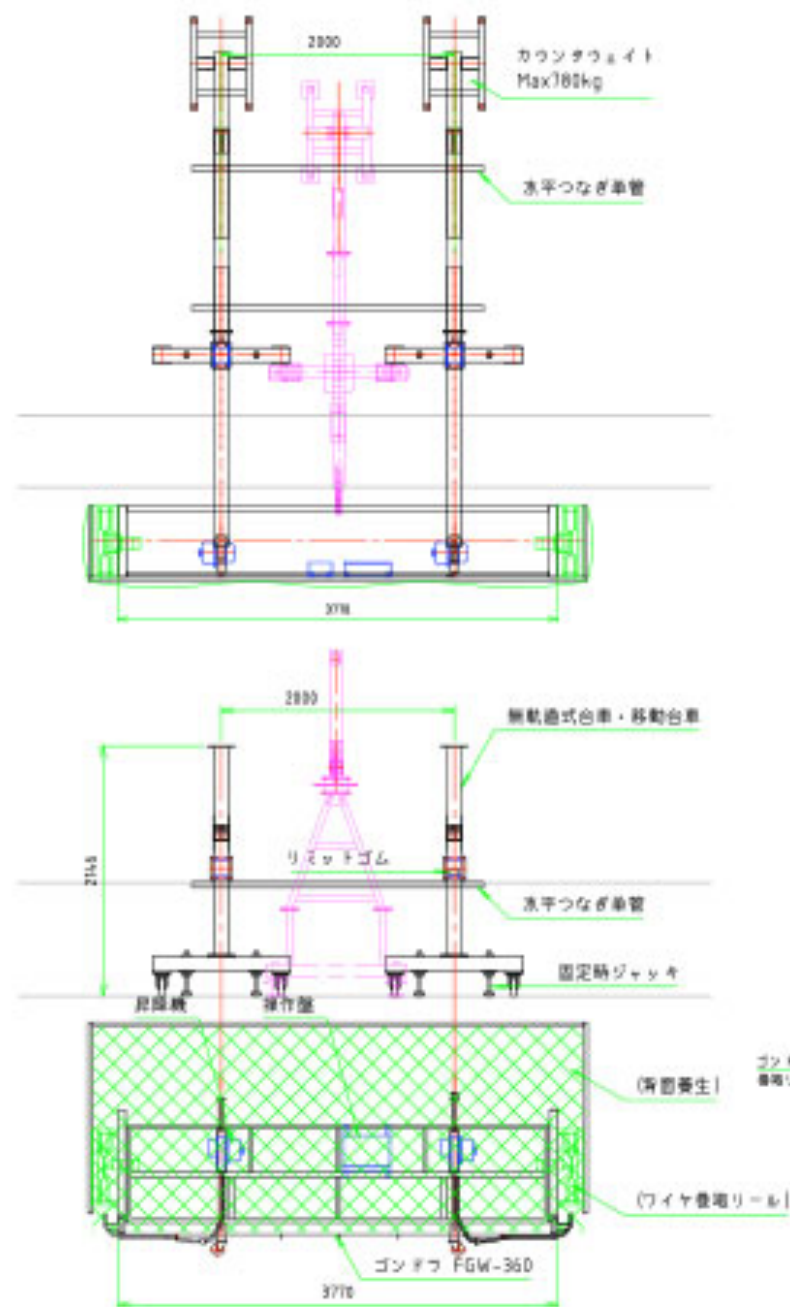 2000
カウンタウェイト
Max780kg
水平つなぎ単管
3770
2000
無軌道式台車・移動台車
2145
リミットゴム
水平つなぎ単管
固定時ジャッキ
昇降機
操作盤
(背面養生)
(ワイヤ巻取リール)
ゴンドラ FGW-360
3770